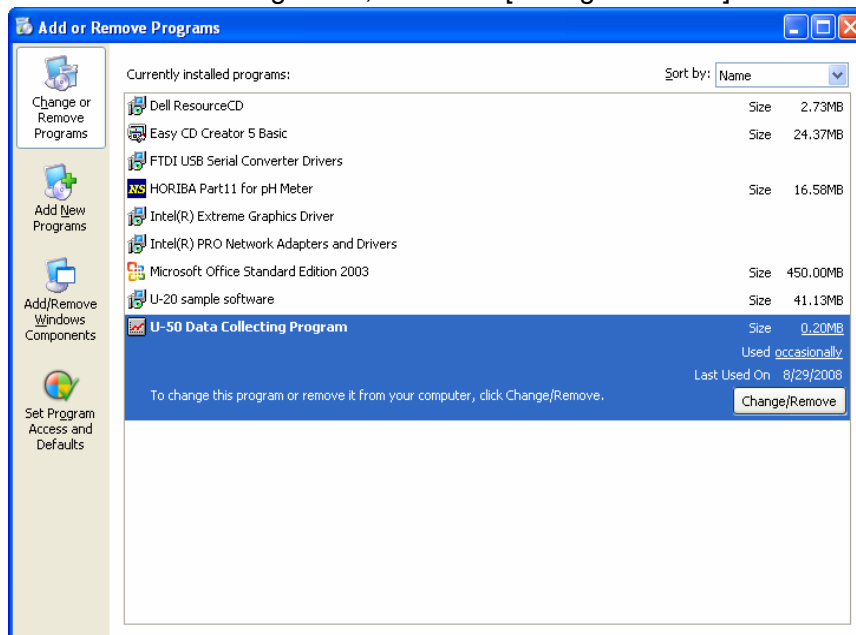 Add or Remove Programs
Change or
Remove
Programs
Add New
Programs
Add/Remove
Windows
Components
Set Program
Access and
Defaults
Currently installed programs:
Sort by: Name
Dell ResourceCD Size 2.73MB
Easy CD Creator 5 Basic Size 24.37MB
FTDI USB Serial Converter Drivers
NS HORIBA Part11 for pH Meter Size 16.58MB
Intel(R) Extreme Graphics Driver
Intel(R) PRO Network Adapters and Drivers
Microsoft Office Standard Edition 2003 Size 450.00MB
U-20 sample software Size 41.13MB
U-50 Data Collecting Program Size 0.20MB
Used occasionally
Last Used On 8/29/2008
To change this program or remove it from your computer, click Change/Remove.
Change/Remove